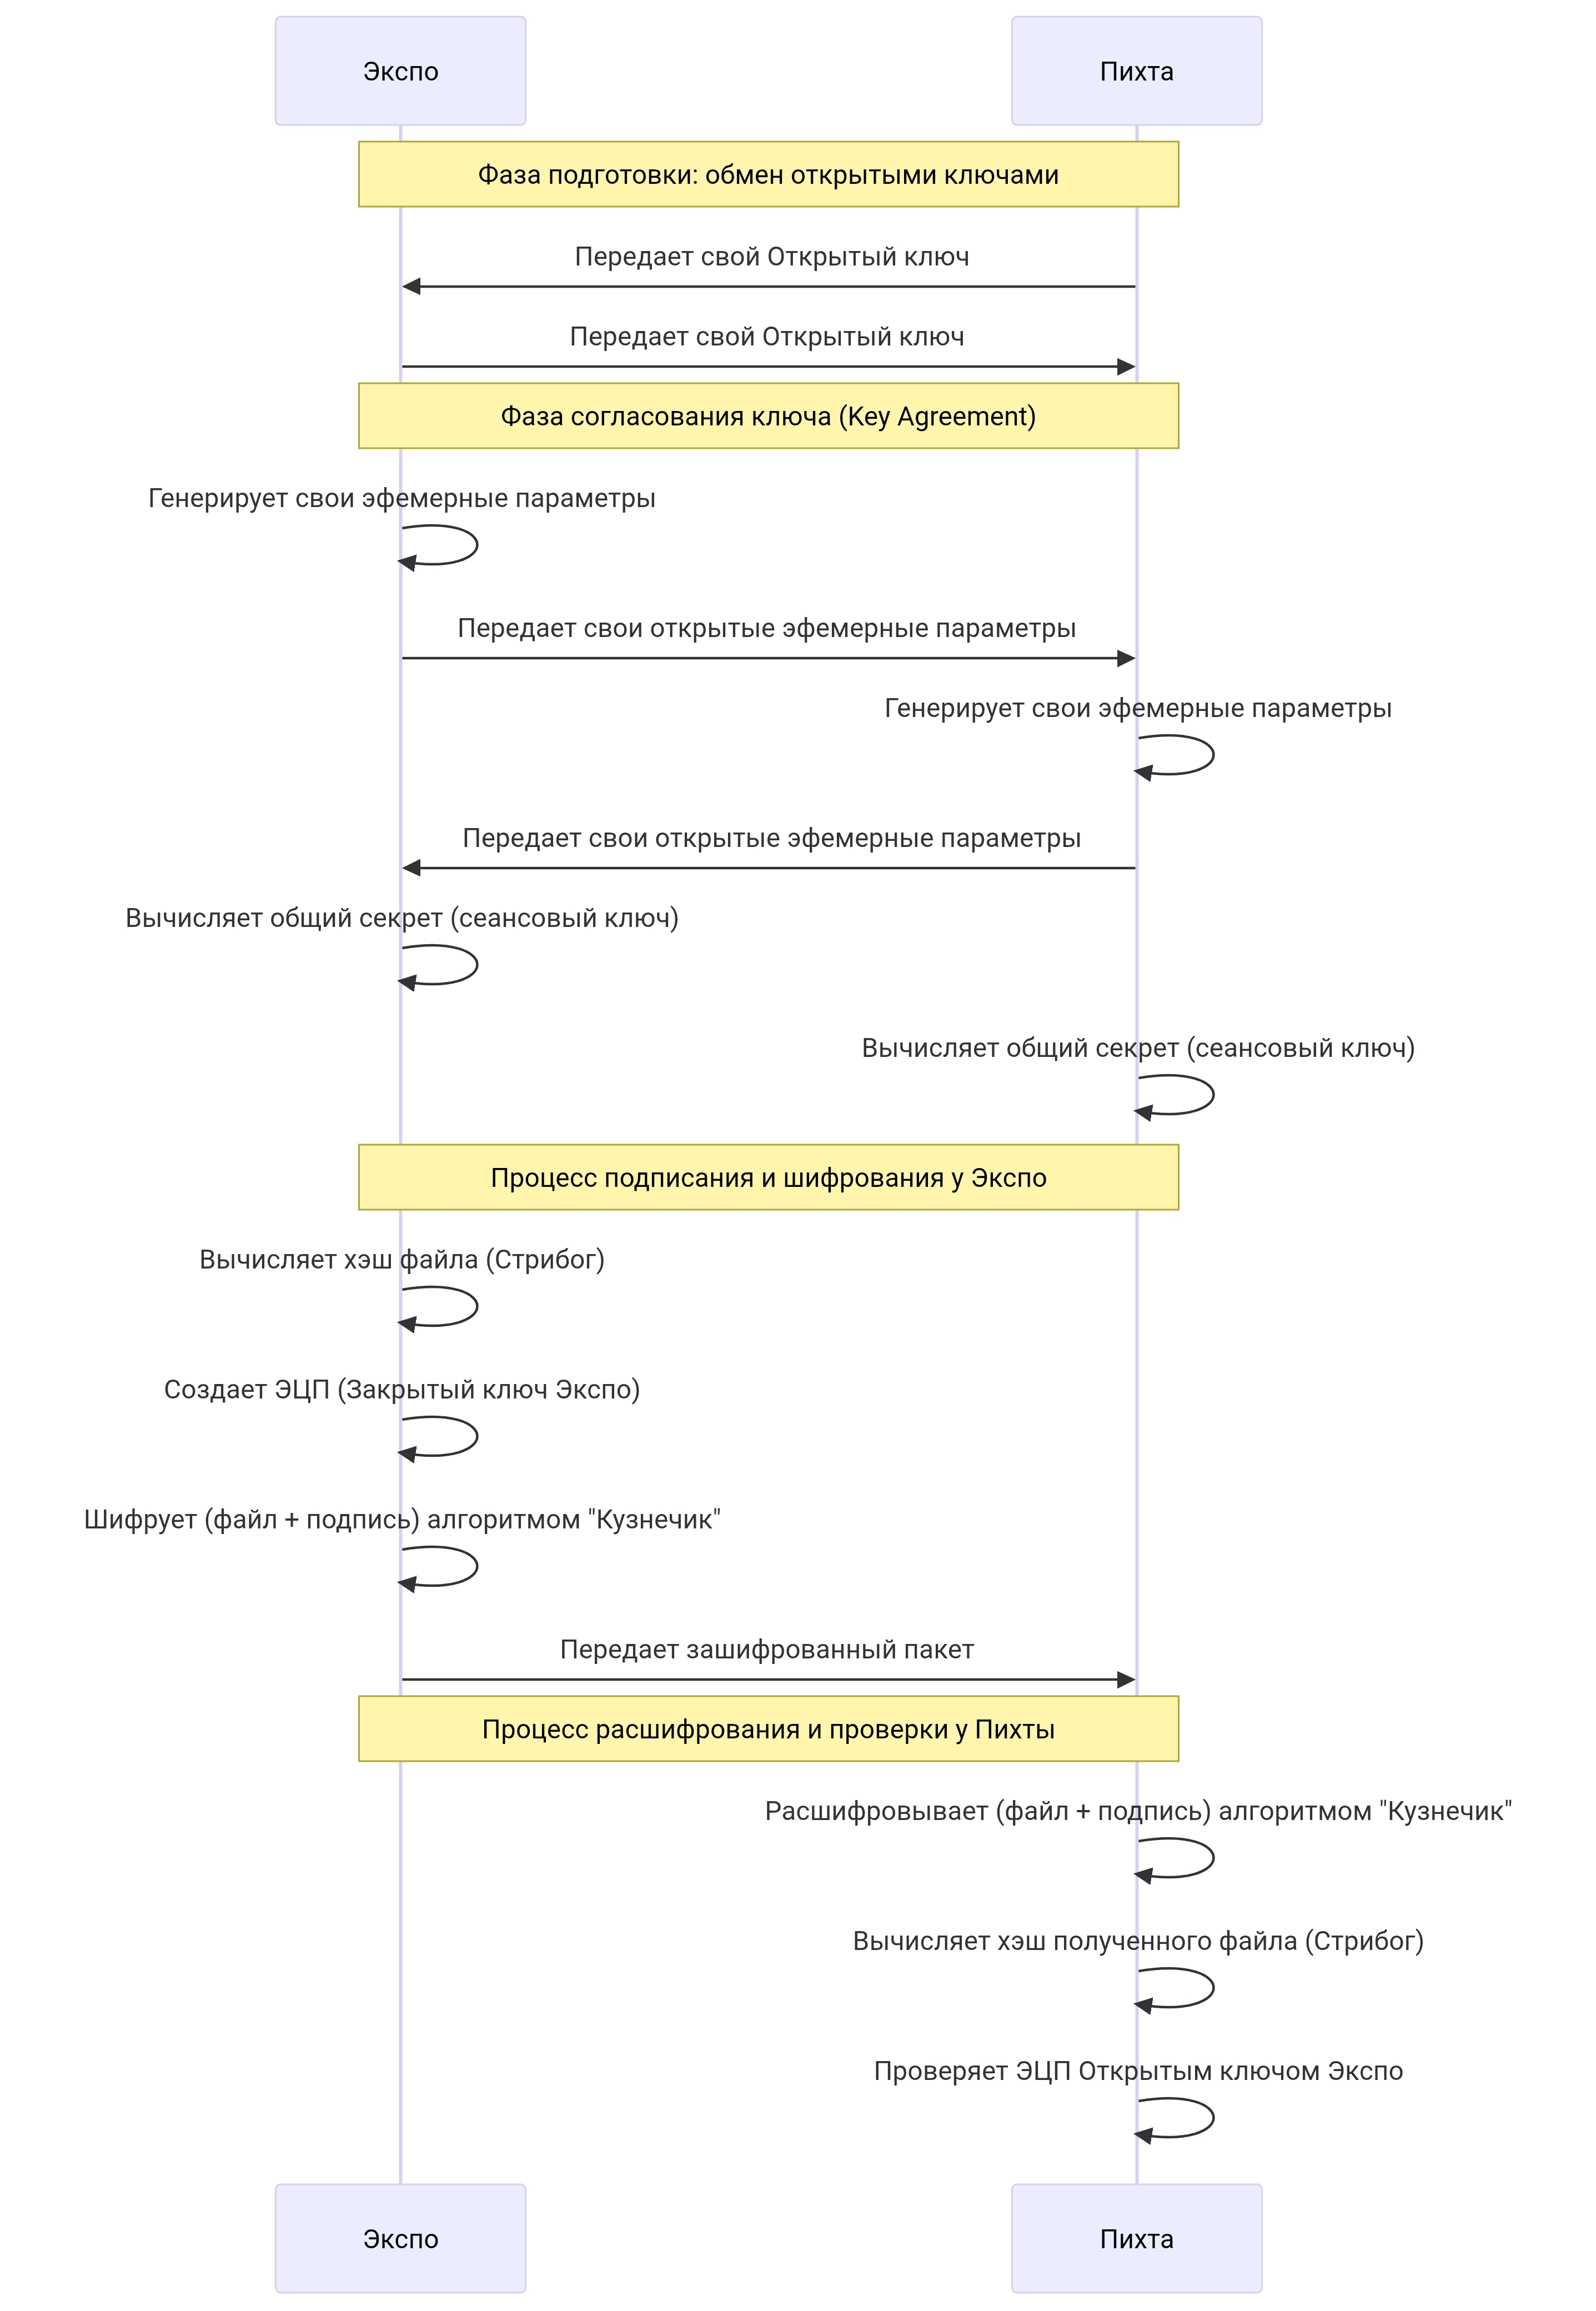 Экспо
Пихта
Фаза подготовки: обмен открытыми ключами
Передает свой Открытый ключ
Передает свой Открытый ключ
Фаза согласования ключа (Key Agreement)
Генерирует свои эфемерные параметры
Передает свои открытые эфемерные параметры
Генерирует свои эфемерные параметры
Передает свои открытые эфемерные параметры
Вычисляет общий секрет (сеансовый ключ)
Вычисляет общий секрет (сеансовый ключ)
Процесс подписания и шифрования у Экспо
Вычисляет хэш файла (Стрибог)
Создает ЭЦП (Закрытый ключ Экспо)
Шифрует (файл + подпись) алгоритмом "Кузнечик"
Передает зашифрованный пакет
Процесс расшифрования и проверки у Пихты
Расшифровывает (файл + подпись) алгоритмом "Кузнечик"
Вычисляет хэш полученного файла (Стрибог)
Проверяет ЭЦП Открытым ключом Экспо
Экспо
Пихта